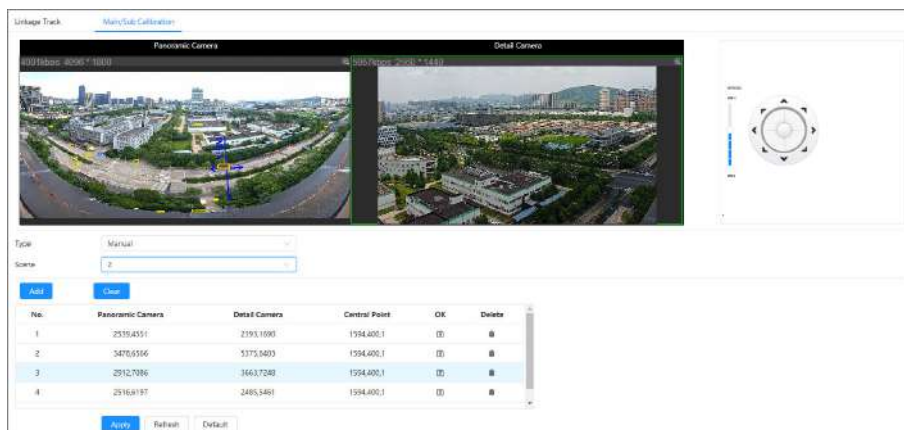 Linkage Track Main/Sub Calibration
Panoramic Camera Detail Camera
Type Manual
Scene 2
Add Clear
No. Panoramic Camera Detail Camera Central Point OK Delete
1 2539,4551 2393,1690 1594,400,1
2 3478,6566 5375,6403 1594,400,1
3 2912,7086 3663,7248 1594,400,1
4 2516,6197 2485,5461 1594,400,1
Apply Refresh Default